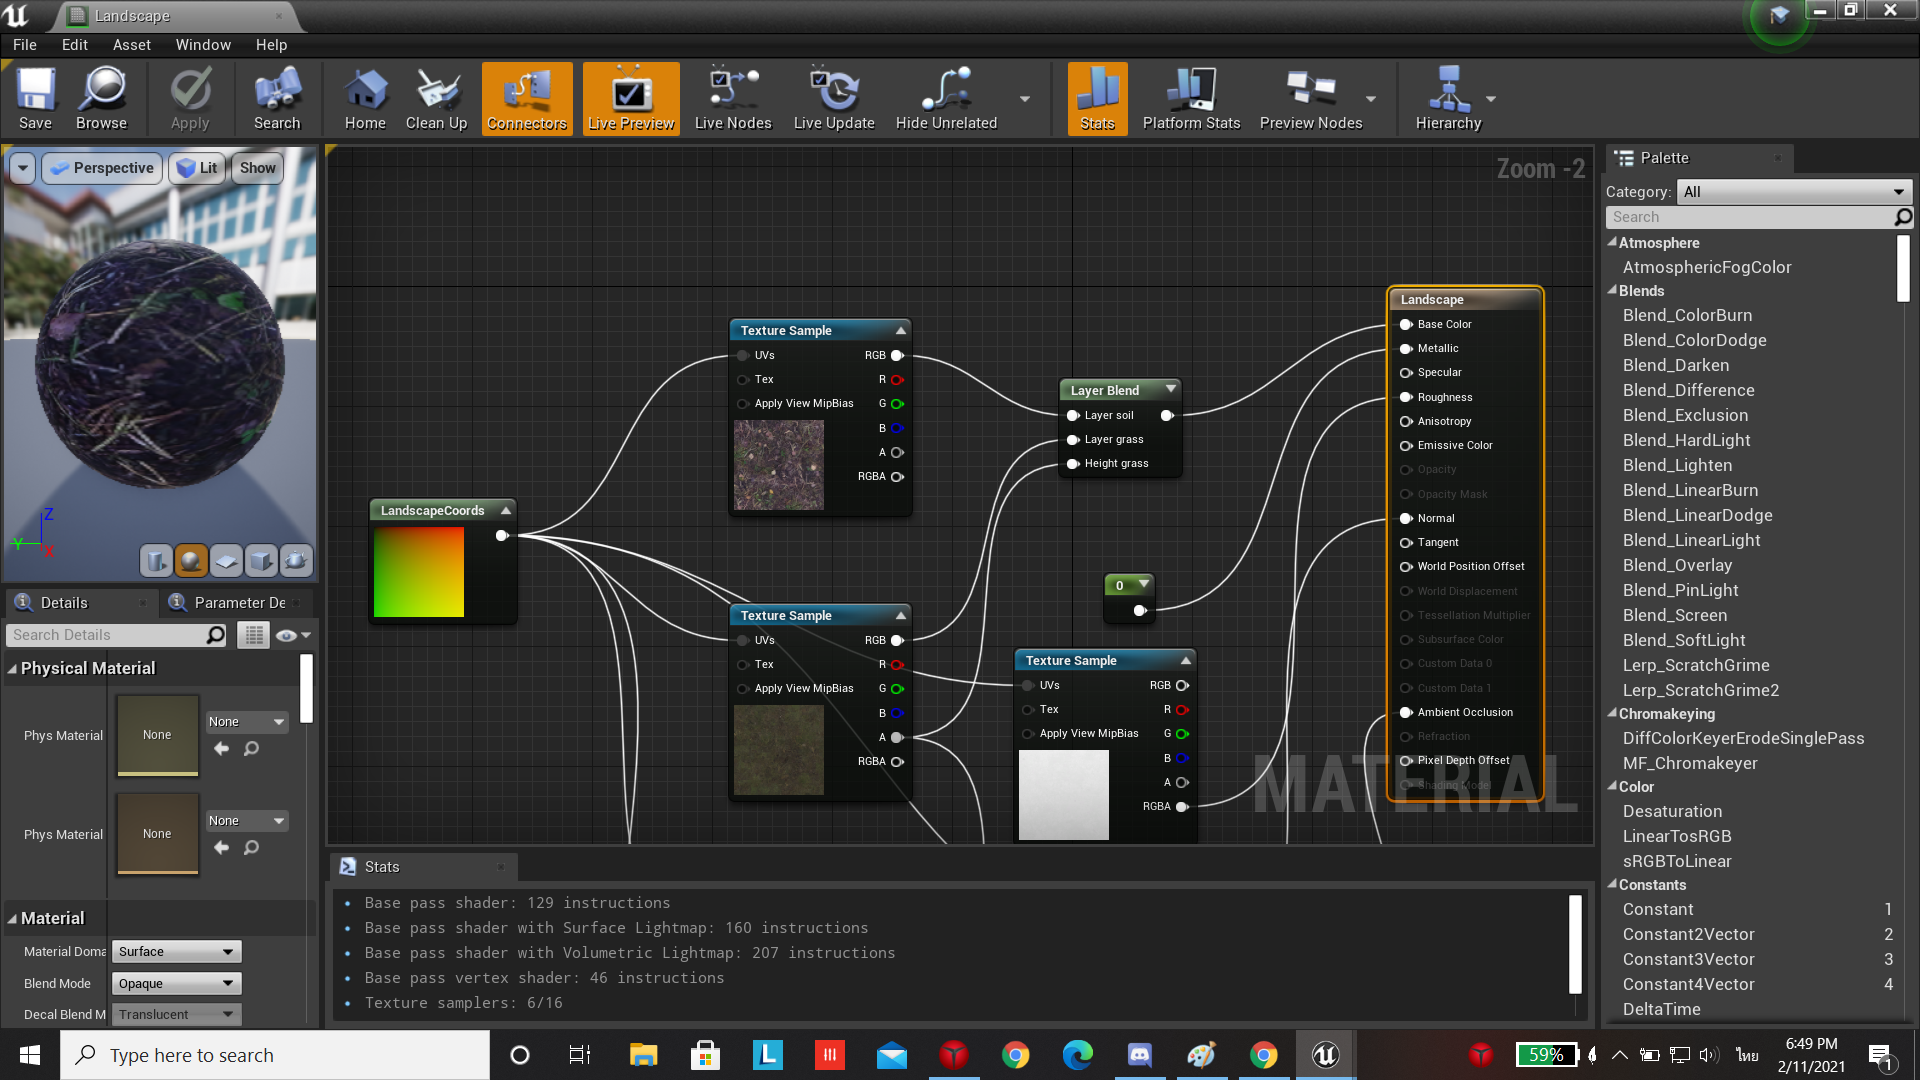 Landscape
File Edit Asset Window Help
Save Browse Apply Search Home Clean Up Connectors Live Preview Live Nodes Live Update Hide Unrelated Stats Platform Stats Preview Nodes Hierarchy
Perspective Lit Show
Z
Y
X
Details
Parameter De
Search Details
Physical Material
Phys Material
None
None
Phys Material
None
None
Material
Material Doma
Surface
Blend Mode
Opaque
Decal Blend M
Translucent
Zoom -2
LandscapeCoords
Texture Sample
UVs RGB
Tex R
Apply View MipBias G
B
A
RGBA
Texture Sample
UVs RGB
Tex R
Apply View MipBias G
B
A
RGBA
Layer Blend
Layer soil
Layer grass
Height grass
0
Texture Sample
UVs RGB
Tex R
Apply View MipBias G
B
A
RGBA
Landscape
Base Color
Metallic
Specular
Roughness
Anisotropy
Emissive Color
Opacity
Opacity Mask
Normal
Tangent
World Position Offset
World Displacement
Tessellation Multiplier
Subsurface Color
Custom Data 0
Custom Data 1
Ambient Occlusion
Refraction
Pixel Depth Offset
Shading Model
MATERIAL
Stats
Base pass shader: 129 instructions
Base pass shader with Surface Lightmap: 160 instructions
Base pass shader with Volumetric Lightmap: 207 instructions
Base pass vertex shader: 46 instructions
Texture samplers: 6/16
Palette
Category: All
Search
Atmosphere
AtmosphericFogColor
Blends
Blend_ColorBurn
Blend_ColorDodge
Blend_Darken
Blend_Difference
Blend_Exclusion
Blend_HardLight
Blend_Lighten
Blend_LinearBurn
Blend_LinearDodge
Blend_LinearLight
Blend_Overlay
Blend_PinLight
Blend_Screen
Blend_SoftLight
Lerp_ScratchGrime
Lerp_ScratchGrime2
Chromakeying
DiffColorKeyerErodeSinglePass
MF_Chromakeyer
Color
Desaturation
LinearTosRGB
sRGBToLinear
Constants
Constant 1
Constant2Vector 2
Constant3Vector 3
Constant4Vector 4
DeltaTime
Type here to search
L
59%
ไทย
6:49 PM
2/11/2021
1